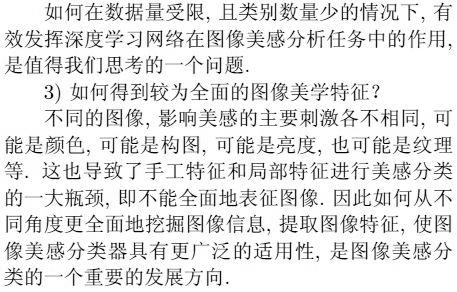 如何在数据量受限, 且类别数量少的情况下, 有
效发挥深度学习网络在图像美感分析任务中的作用,
是值得我们思考的一个问题.
3) 如何得到较为全面的图像美学特征?
不同的图像, 影响美感的主要刺激各不相同, 可
能是颜色, 可能是构图, 可能是亮度, 也可能是纹理
等. 这也导致了手工特征和局部特征进行美感分类
的一大瓶颈, 即不能全面地表征图像. 因此如何从不
同角度更全面地挖掘图像信息, 提取图像特征, 使图
像美感分类器具有更广泛的适用性, 是图像美感分
类的一个重要的发展方向.